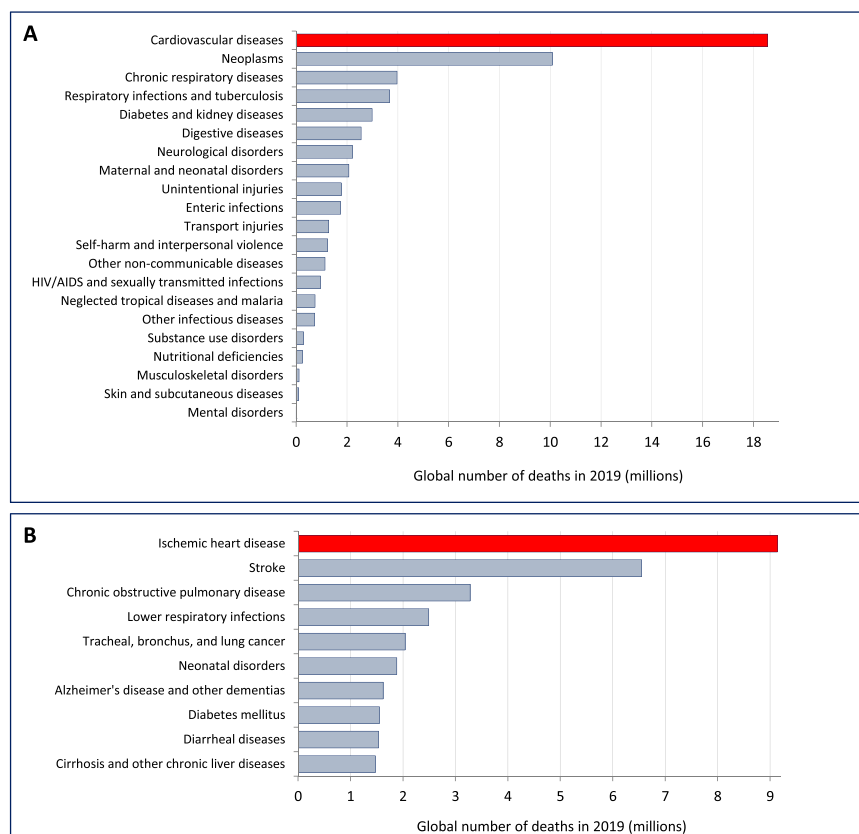 A
Cardiovascular diseases
Neoplasms
Chronic respiratory diseases
Respiratory infections and tuberculosis
Diabetes and kidney diseases
Digestive diseases
Neurological disorders
Maternal and neonatal disorders
Unintentional injuries
Enteric infections
Transport injuries
Self-harm and interpersonal violence
Other non-communicable diseases
HIV/AIDS and sexually transmitted infections
Neglected tropical diseases and malaria
Other infectious diseases
Substance use disorders
Nutritional deficiencies
Musculoskeletal disorders
Skin and subcutaneous diseases
Mental disorders
0 2 4 6 8 10 12 14 16 18
Global number of deaths in 2019 (millions)
B
Ischemic heart disease
Stroke
Chronic obstructive pulmonary disease
Lower respiratory infections
Tracheal, bronchus, and lung cancer
Neonatal disorders
Alzheimer's disease and other dementias
Diabetes mellitus
Diarrheal diseases
Cirrhosis and other chronic liver diseases
0 1 2 3 4 5 6 7 8 9
Global number of deaths in 2019 (millions)